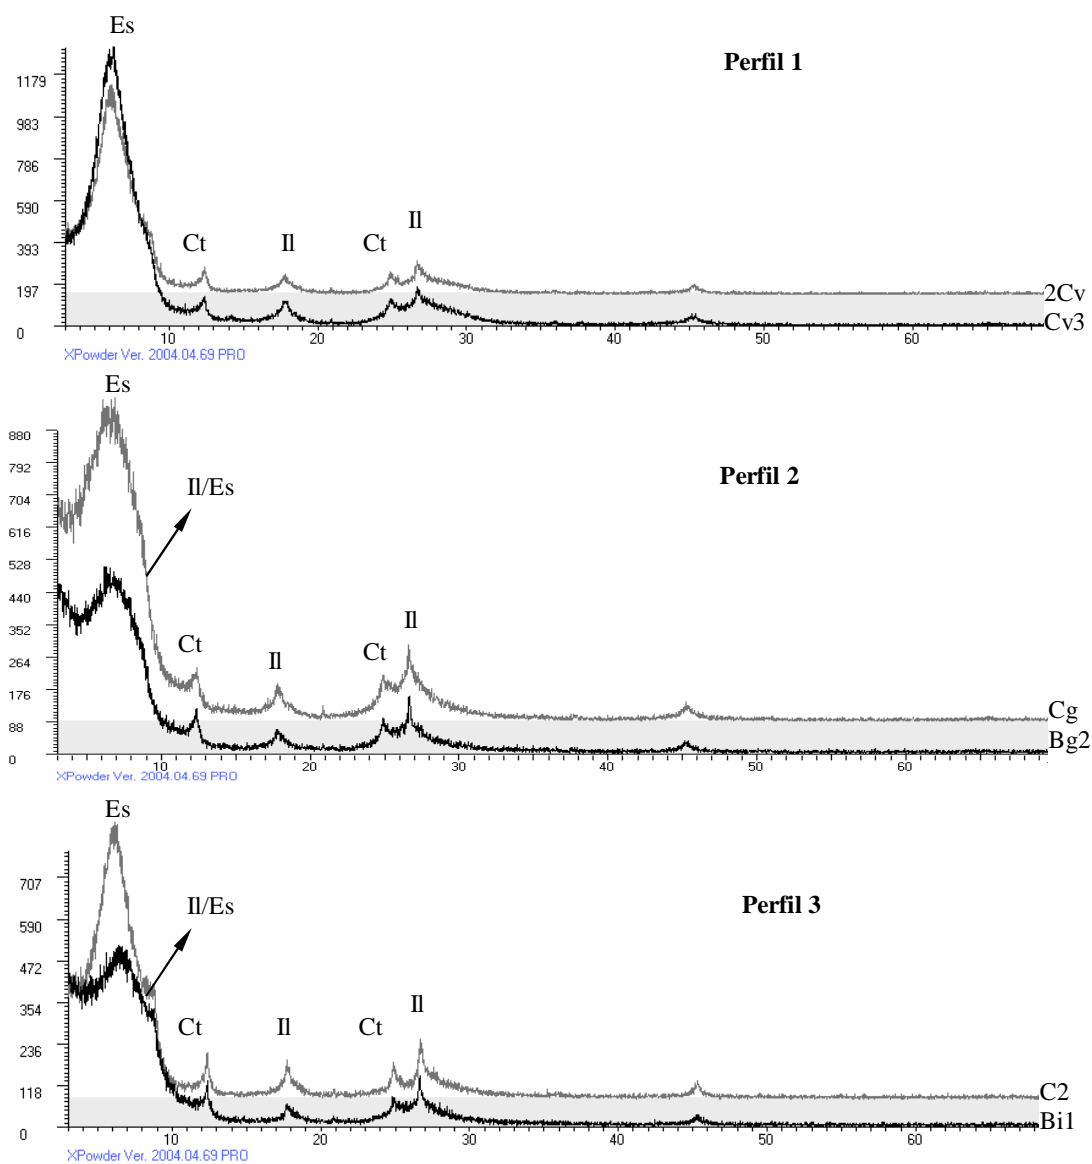 Es
Perfil 1
1179
983
786
590
393
Ct
Il
Ct
Il
197
2Cv
0
Cv3
10
20
30
40
50
60
XPowder Ver. 2004.04.69 PRO
Es
880
792
Perfil 2
Il/Es
704
616
528
440
352
Il
Ct
Il
Ct
264
176
Cg
88
Bg2
0
10
20
30
40
50
60
XPowder Ver. 2004.04.69 PRO
Es
707
Il/Es
Perfil 3
590
472
354
Ct
Il
Ct
Il
236
118
C2
Bi1
0
10
20
30
40
50
60
XPowder Ver. 2004.04.69 PRO